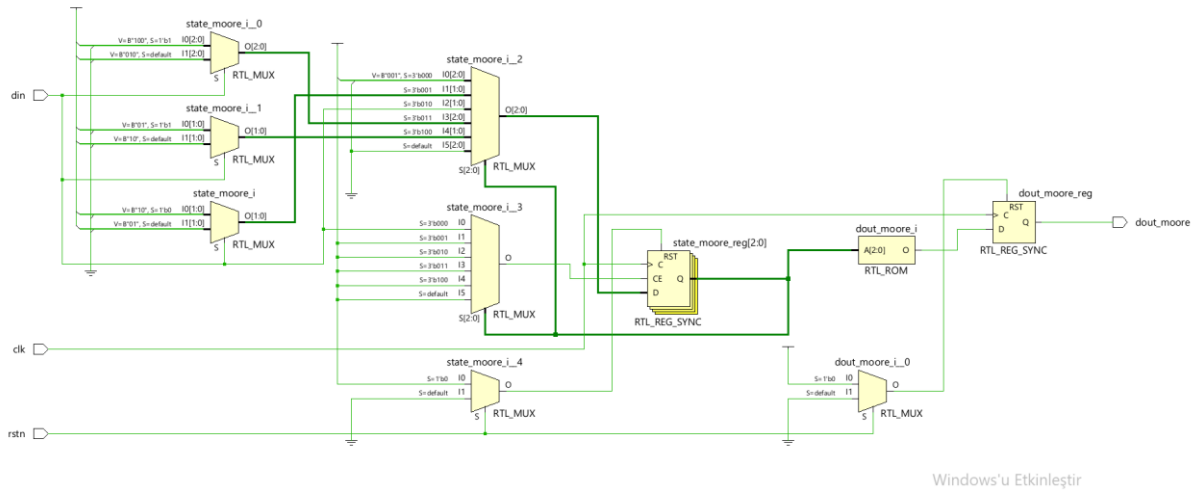 state_moore_i__0
V=B"100", S=1'b1 I0[2:0]
V=B"010", S=default I1[2:0]
O[2:0]
S
RTL_MUX
din
state_moore_i__1
V=B"01", S=1'b1 I0[1:0]
V=B"10", S=default I1[1:0]
O[1:0]
S
RTL_MUX
state_moore_i
V=B"10", S=1'b0 I0[1:0]
V=B"01", S=default I1[1:0]
O[1:0]
S
RTL_MUX
state_moore_i__2
V=B"001", S=3'b000 I0[2:0]
S=3'b001 I1[1:0]
S=3'b010 I2[1:0]
S=3'b011 I3[2:0]
S=3'b100 I4[1:0]
S=default I5[2:0]
O[2:0]
S[2:0]
RTL_MUX
state_moore_i__3
S=3'b000 I0
S=3'b001 I1
S=3'b010 I2
S=3'b011 I3
S=3'b100 I4
S=default I5
O
S[2:0]
RTL_MUX
state_moore_reg[2:0]
RST
C
CE
D
Q
RTL_REG_SYNC
dout_moore_i
A[2:0] O
RTL_ROM
dout_moore_reg
RST
C
D
Q
RTL_REG_SYNC
dout_moore
clk
state_moore_i__4
S=1'b0 I0
S=default I1
O
S
RTL_MUX
dout_moore_i__0
S=1'b0 I0
S=default I1
O
S
RTL_MUX
rstn
Windows'u Etkinleştir